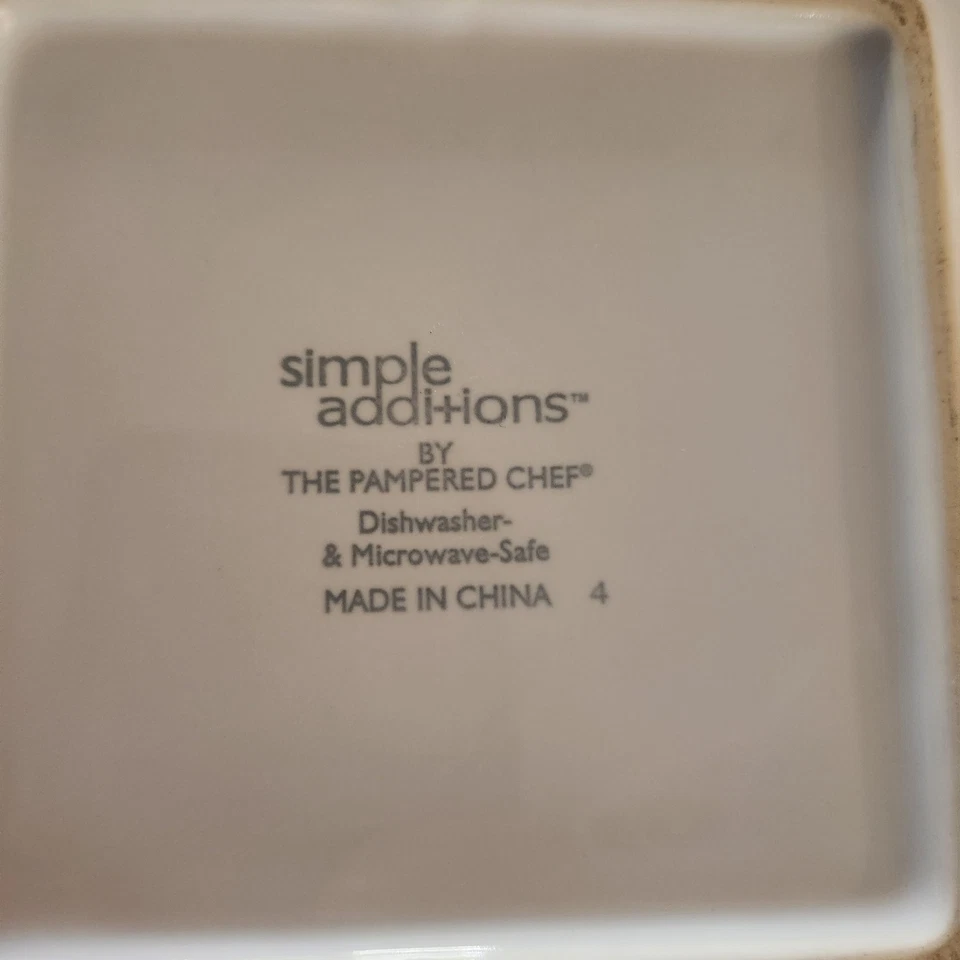 simple
additions™
BY
THE PAMPERED CHEF®
Dishwasher-
& Microwave-Safe
MADE IN CHINA 4